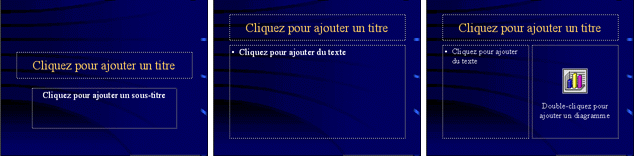 Cliquez pour ajouter un titre
Cliquez pour ajouter un sous-titre
Cliquez pour ajouter un titre
• Cliquez pour ajouter du texte
Cliquez pour ajouter un titre
• Cliquez pour ajouter
du texte
Double-cliquez pour
ajouter un diagramme